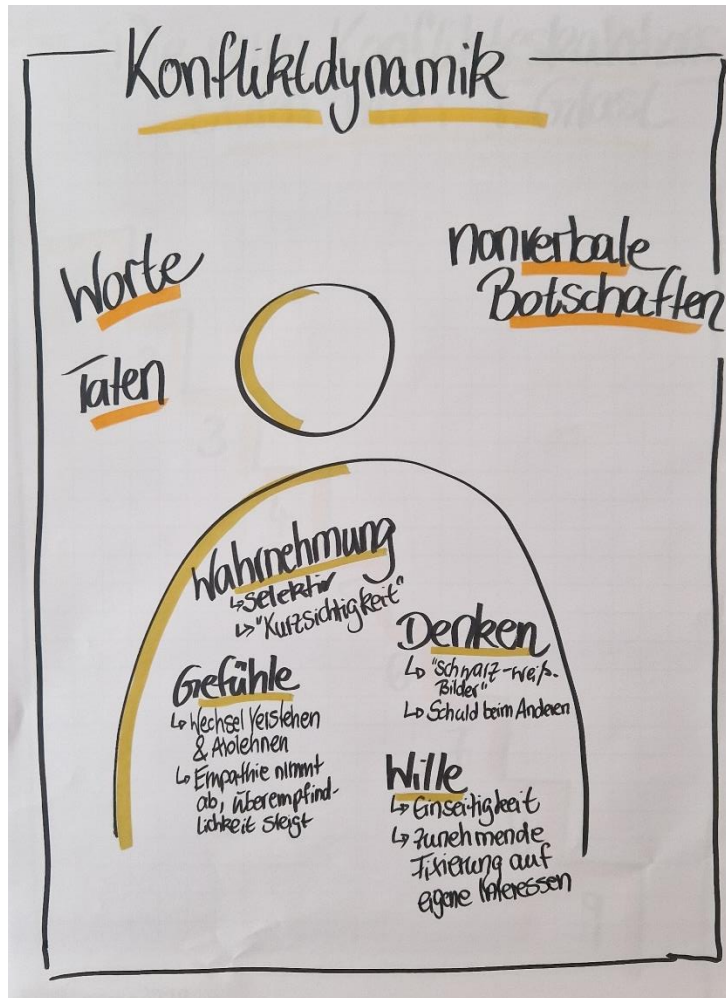 Konfliktdynamik
Worte
Taten
nonverbale
Botschaften
Wahrnehmung
↳ selektiv
↳ "Kurzsichtigkeit"
Gefühle
↳ Wechsel Verstehen
& Ablehnen
↳ Empathie nimmt
ab, Überempfind-
lichkeit steigt
Denken
↳ "Schwarz-weiß-
Bilder"
↳ Schuld beim Anderen
Wille
↳ Einseitigkeit
↳ zunehmende
Fixierung auf
eigene Interessen